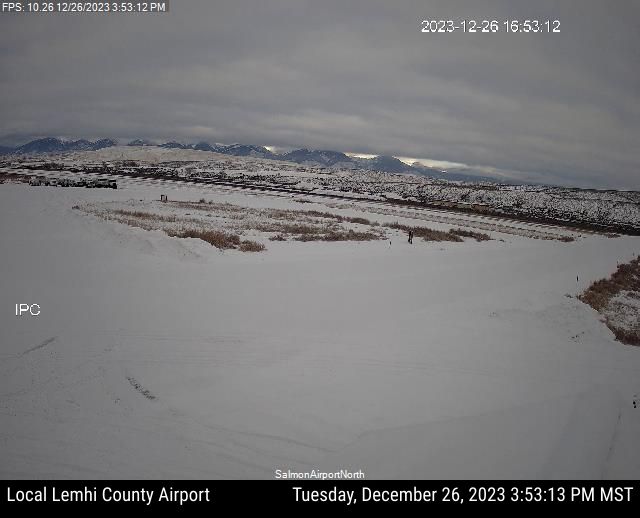 FPS: 10.26 12/26/2023 3:53:12 PM
2023-12-26 16:53:12
IPC
SalmonAirportNorth
Local Lemhi County Airport
Tuesday, December 26, 2023 3:53:13 PM MST